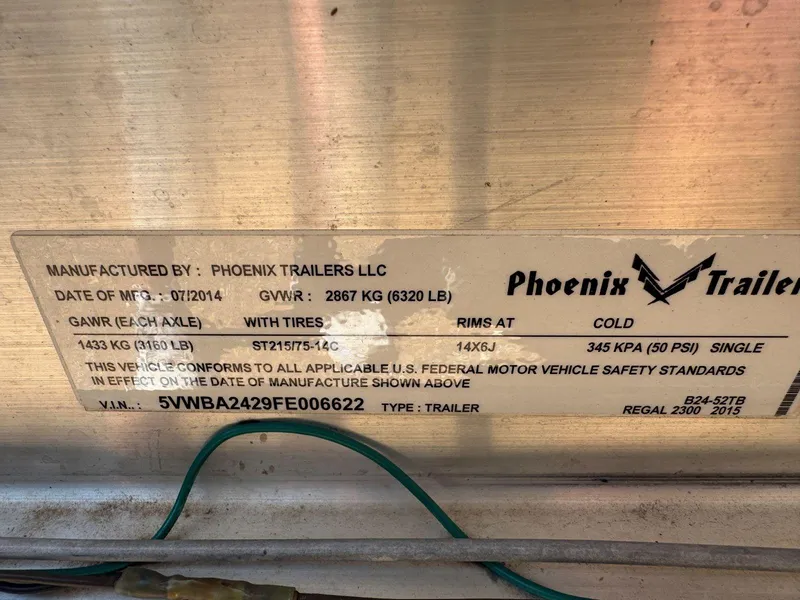 MANUFACTURED BY : PHOENIX TRAILERS LLC
Phoenix Trailer
DATE OF MFG. : 07/2014 GVWR : 2867 KG (6320 LB)
GAWR (EACH AXLE) WITH TIRES RIMS AT COLD
1433 KG (3160 LB) ST215/75-14C 14X6J 345 KPA (50 PSI) SINGLE
THIS VEHICLE CONFORMS TO ALL APPLICABLE U.S. FEDERAL MOTOR VEHICLE SAFETY STANDARDS
IN EFFECT ON THE DATE OF MANUFACTURE SHOWN ABOVE
V.I.N.. : 5VWBA2429FE006622 TYPE : TRAILER
B24-52TB
REGAL 2300 2015